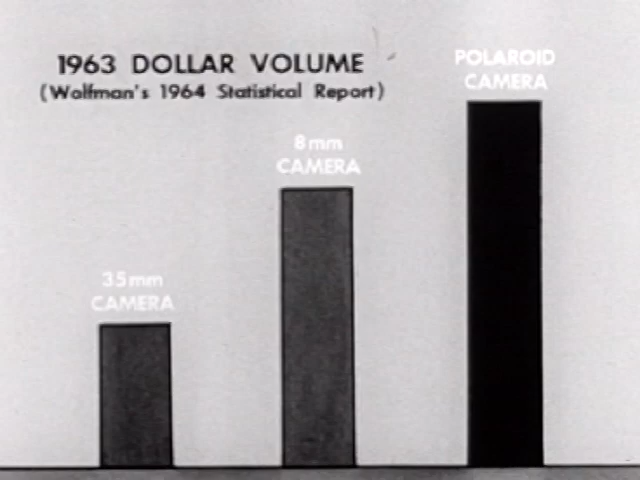 1963 DOLLAR VOLUME
(Wolfman's 1964 Statistical Report)
POLAROID
CAMERA
8mm
CAMERA
35mm
CAMERA